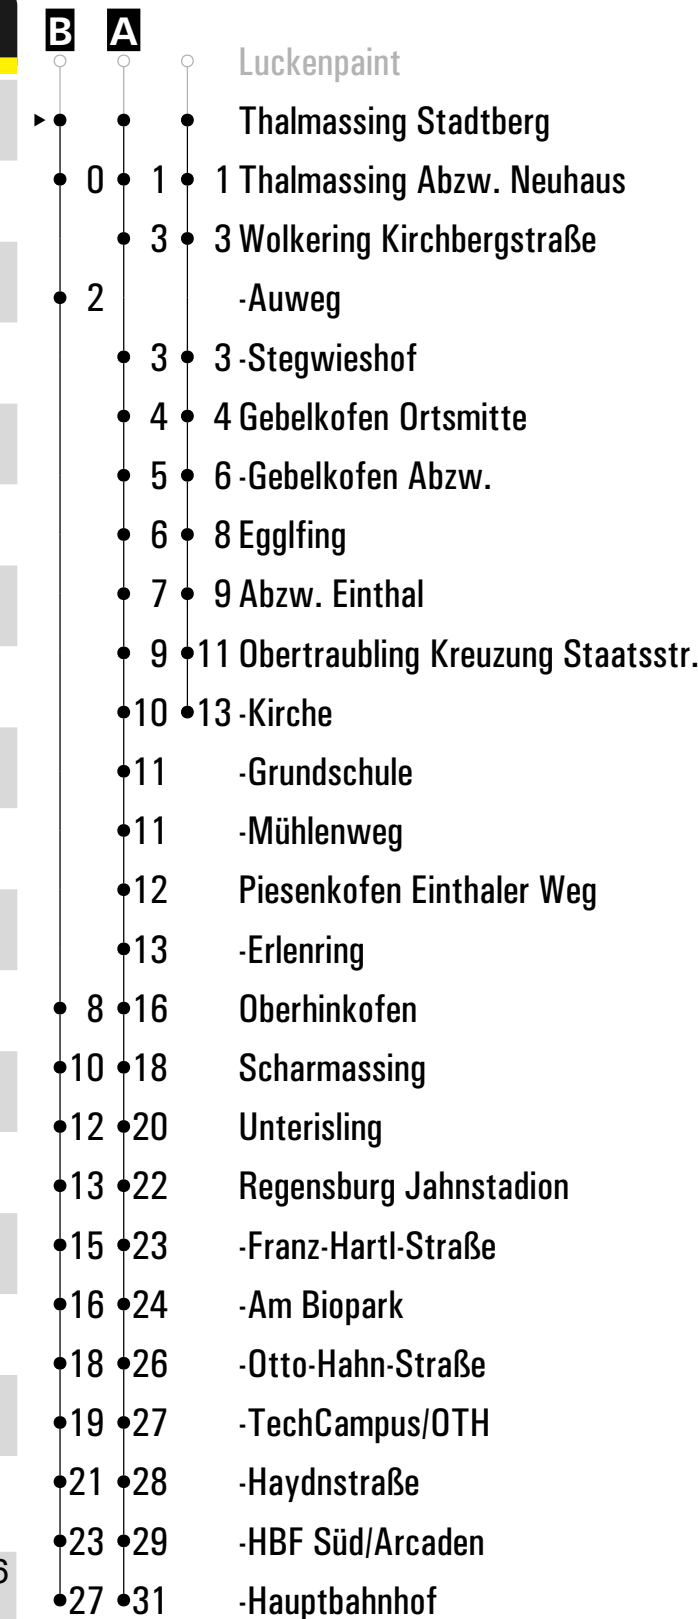 B A
Luckenpaint
Thalmassing Stadtberg
0 1 1 Thalmassing Abzw. Neuhaus
3 3 Wolkering Kirchbergstraße
2 -Auweg
3 3 -Stegwieshof
4 4 Gebelkofen Ortsmitte
5 6 -Gebelkofen Abzw.
6 8 Egglfing
7 9 Abzw. Einthal
9 11 Obertraubling Kreuzung Staatsstr.
10 13 -Kirche
11 -Grundschule
11 -Mühlenweg
12 Piesenkofen Einthaler Weg
13 -Erlenring
8 16 Oberhinkofen
10 18 Scharmassing
12 20 Unterisling
13 22 Regensburg Jahnstadion
15 23 -Franz-Hartl-Straße
16 24 -Am Biopark
18 26 -Otto-Hahn-Straße
19 27 -TechCampus/OTH
21 28 -Haydnstraße
23 29 -HBF Süd/Arcaden
27 31 -Hauptbahnhof